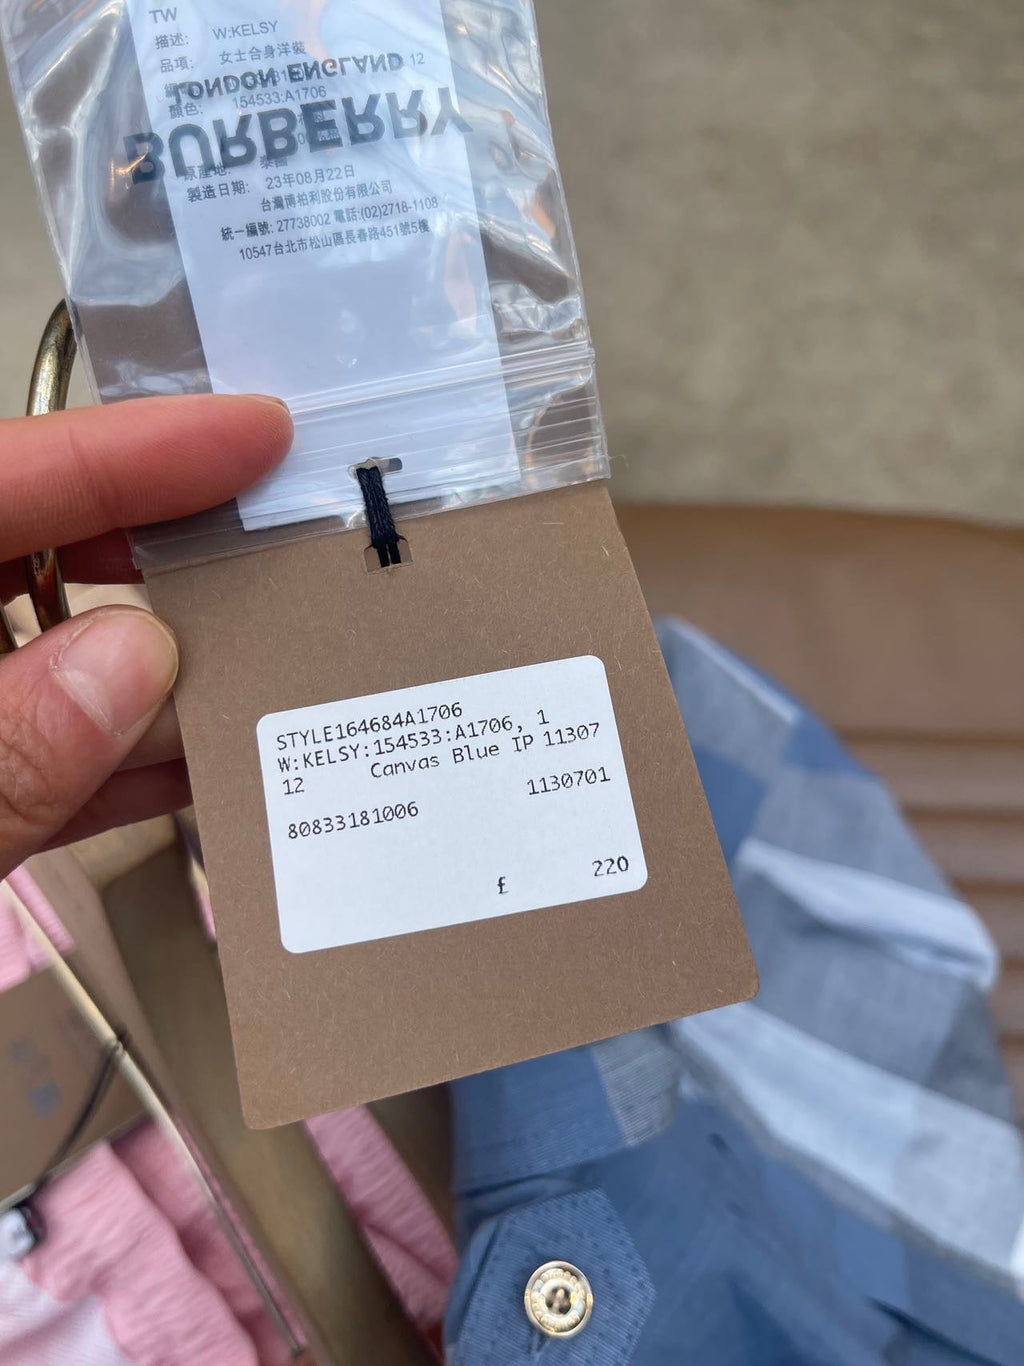 TW
描述: W:KELSY
品項: 女士合身洋裝
12
顏色: 154533:A1706
LONDON ENGLAND
BURBERRY
原產地: 泰國
製造日期: 23年08月22日
台灣博柏利股份有限公司
統一編號: 27738002 電話:(02)2718-1108
10547台北市松山區長春路451號5樓
STYLE164684A1706
W:KELSY:154533:A1706, 1
12 Canvas Blue IP 11307
1130701
80833181006
£ 220